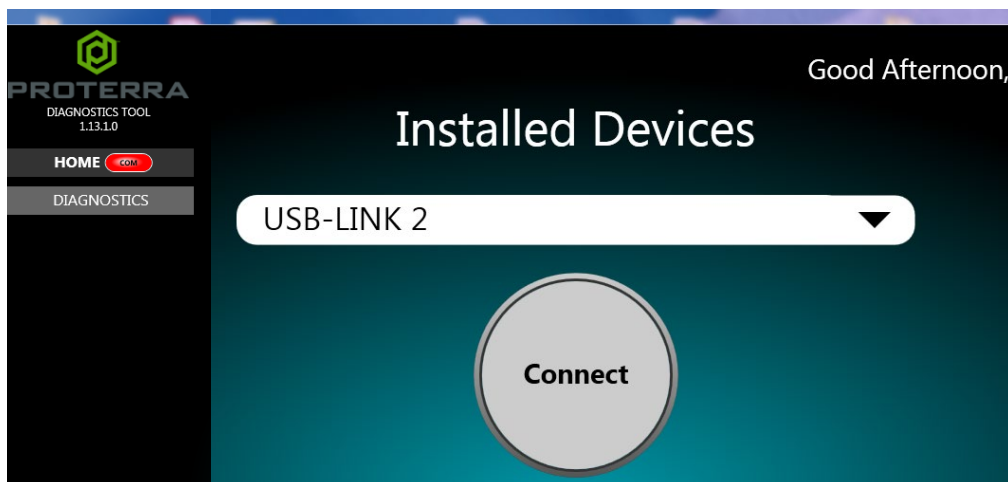 PROTERRA
DIAGNOSTICS TOOL
1.13.1.0
HOME COM
DIAGNOSTICS
Good Afternoon,
Installed Devices
USB-LINK 2
Connect